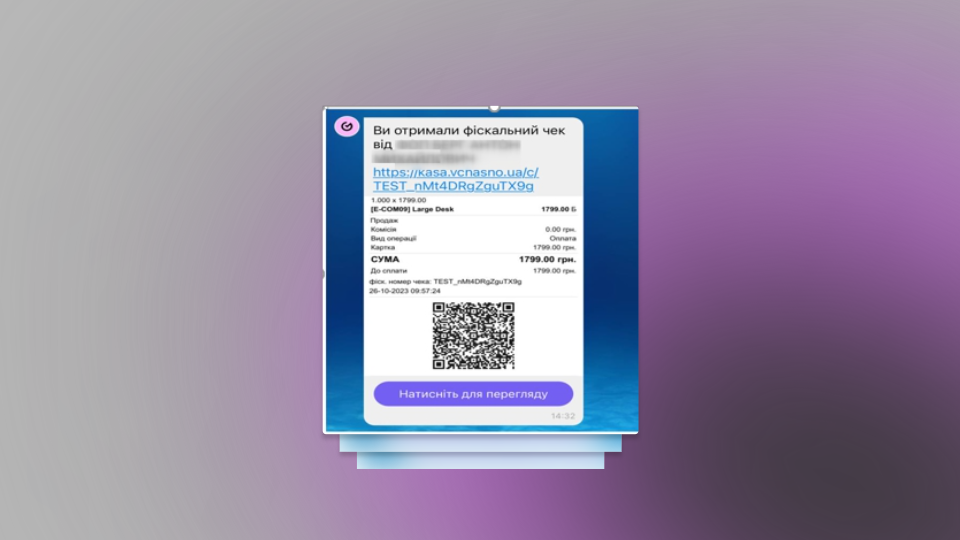 Ви отримали фіскальний чек
від
https://kasa.vchasno.ua/c/
TEST_nMt4DRgZguTX9g
1.000 x 1799.00
[E-COM09] Large Desk 1799.00 Б
Продаж
Комісія 0.00 грн.
Вид операції Оплата
Картка 1799.00 грн.
СУМА 1799.00 грн.
До сплати 1799.00 грн.
фіск. номер чека: TEST_nMt4DRgZguTX9g
26-10-2023 09:57:24
Натисніть для перегляду
14:32